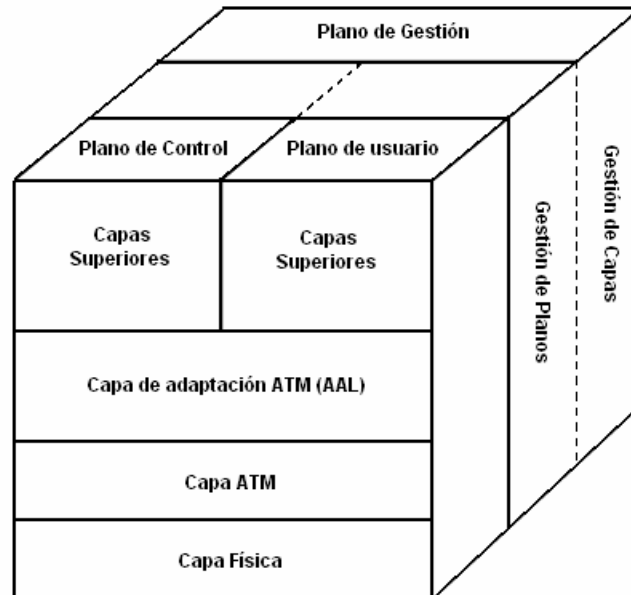 Plano de Gestión
Plano de Control
Plano de usuario
Capas
Superiores
Capas
Superiores
Gestión de Planos
Gestión de Capas
Capa de adaptación ATM (AAL)
Capa ATM
Capa Física